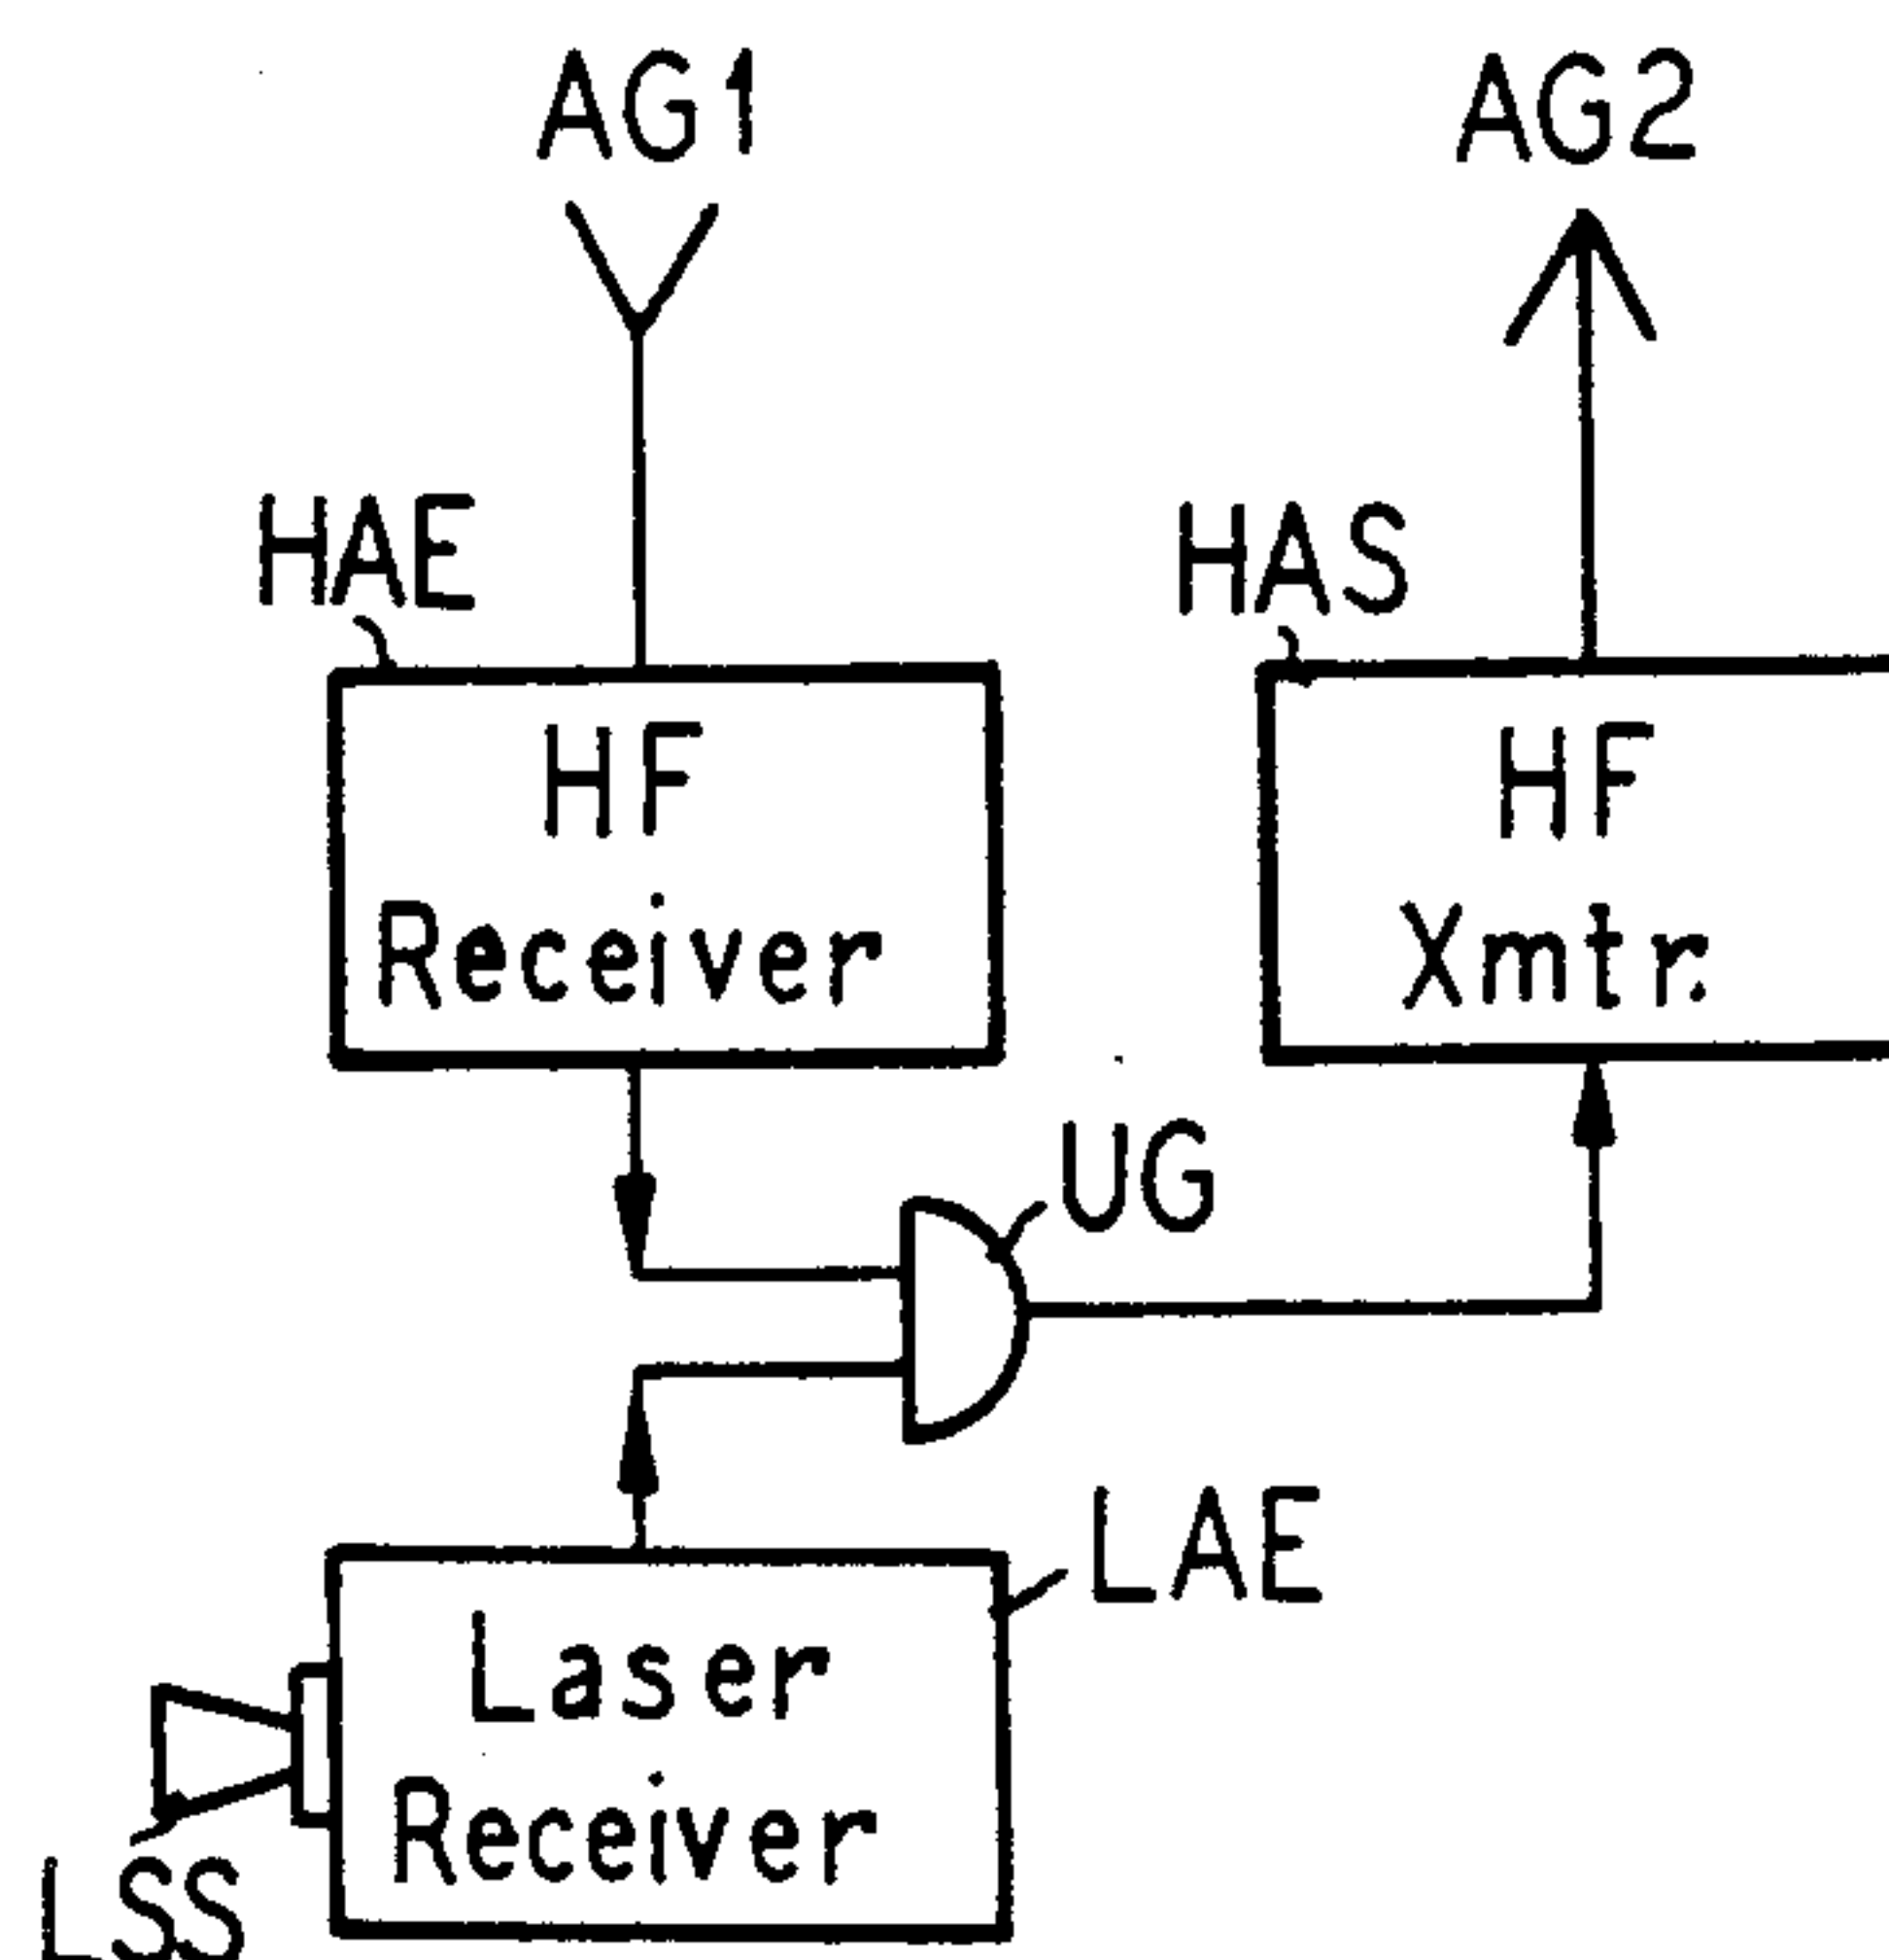 AG1
AG2
HAE
HAS
HF
Receiver
HF
Xmtr.
UG
LAE
Laser
Receiver
LSS